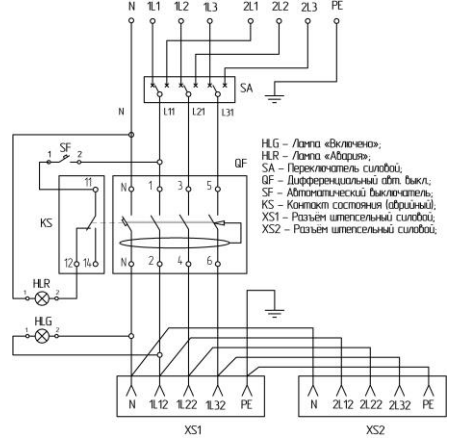 N 1L1 1L2 1L3 2L1 2L2 2L3 PE
SA
N L11 L21 L31
HLG – Лампа «Включено»;
HLR – Лампа «Авария»;
SA – Переключатель силовой;
QF – Дифференциальный авт. выкл.;
SF – Автоматический выключатель;
KS – Контакт состояния (аврийный);
XS1 – Разъём штепсельный силовой;
XS2 – Разъём штепсельный силовой;
SF
1 2
QF
11 N 1 3 5
KS
12 14 N 2 4 6
HLR
1 2
HLG
1 2
N 1L12 1L22 1L32 PE N 2L12 2L22 2L32 PE
XS1 XS2